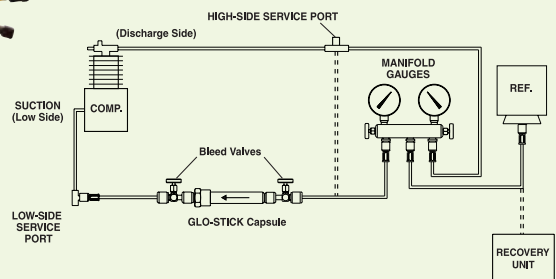 HIGH-SIDE SERVICE PORT
(Discharge Side)
MANIFOLD
GAUGES
REF.
SUCTION
(Low Side)
COMP.
Bleed Valves
GLO-STICK Capsule
LOW-SIDE
SERVICE
PORT
RECOVERY
UNIT